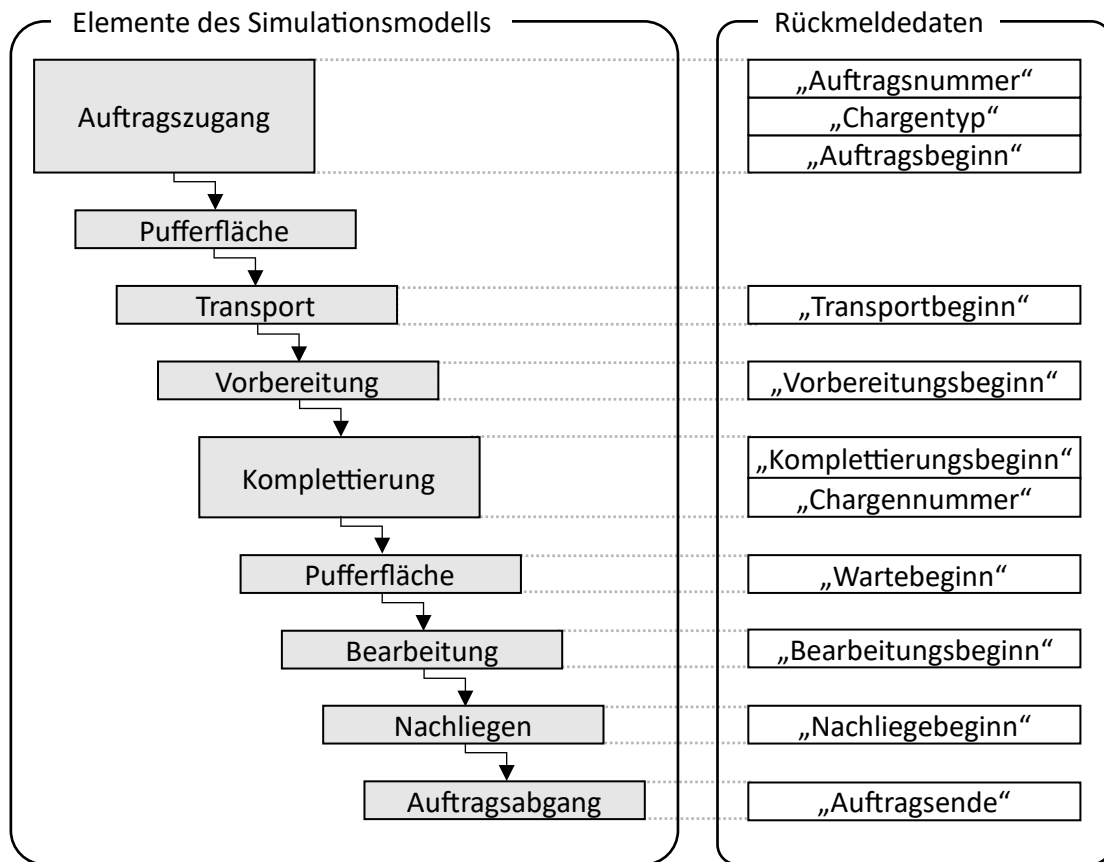 Elemente des Simulationsmodells
Auftragszugang
Pufferfläche
Transport
Vorbereitung
Komplettierung
Pufferfläche
Bearbeitung
Nachliegen
Auftragsabgang
Rückmeldedaten
„Auftragsnummer“
„Chargentyp“
„Auftragsbeginn“
„Transportbeginn“
„Vorbereitungsbeginn“
„Komplettierungsbeginn“
„Chargennummer“
„Wartebeginn“
„Bearbeitungsbeginn“
„Nachliegebeginn“
„Auftragsende“